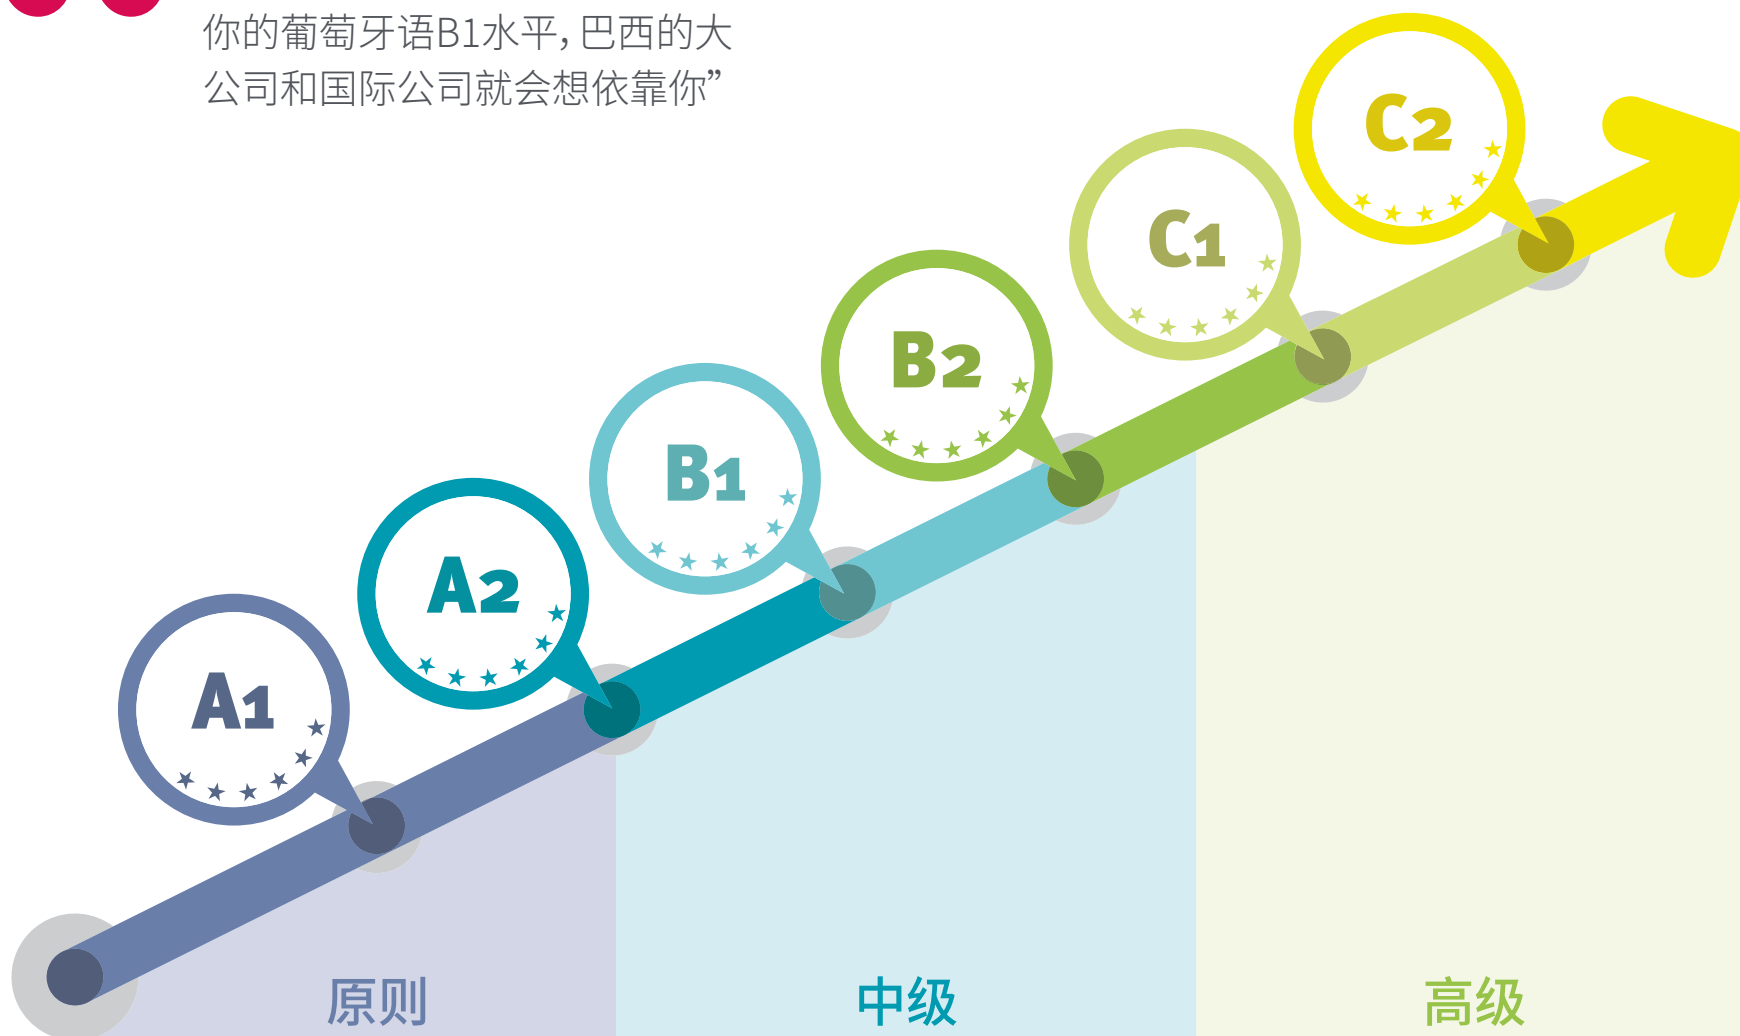 你的葡萄牙语B1水平，巴西的大
公司和国际公司就会想依靠你”
C2
C1
B2
B1
A2
A1
原则
中级
高级